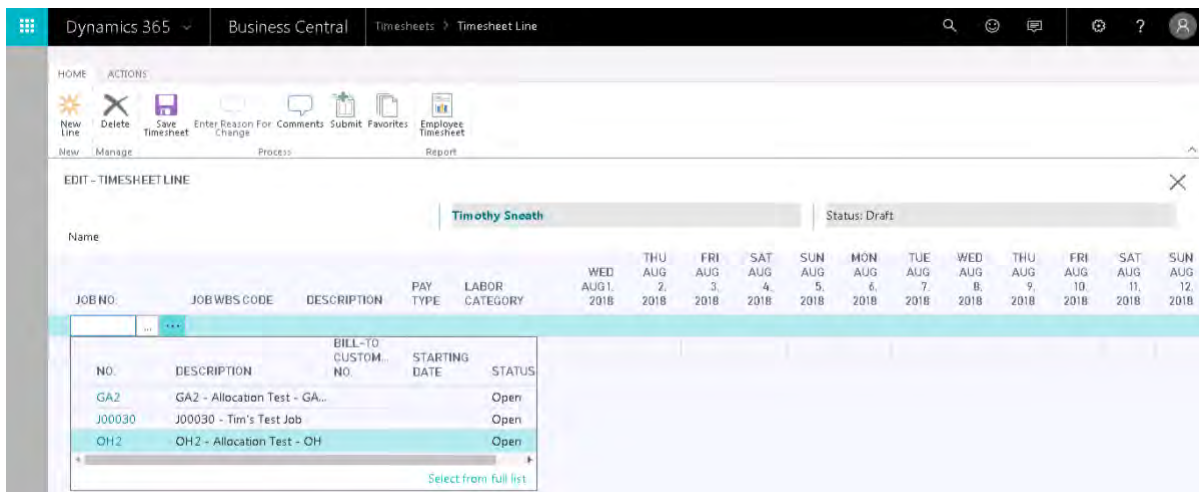 Dynamics 365 Business Central Timesheets > Timesheet Line ?
HOME ACTIONS
New Line Delete Save Timesheet Enter Reason For Change Comments Submit Favorites Employee Timesheet
New Manage Process Report
EDIT - TIMESHEET LINE
Timothy Sneath Status: Draft
Name
JOB NO. JOB WBS CODE DESCRIPTION PAY TYPE LABOR CATEGORY WED AUG 1, 2018 THU AUG 2, 2018 FRI AUG 3, 2018 SAT AUG 4, 2018 SUN AUG 5, 2018 MON AUG 6, 2018 TUE AUG 7, 2018 WED AUG 8, 2018 THU AUG 9, 2018 FRI AUG 10, 2018 SAT AUG 11, 2018 SUN AUG 12, 2018
... ...
NO. DESCRIPTION BILL-TO CUSTOM... NO. STARTING DATE STATUS
GA2 GA2 - Allocation Test - GA... Open
J00030 J00030 - Tim's Test Job Open
OH2 OH2 - Allocation Test - OH Open
Select from full list